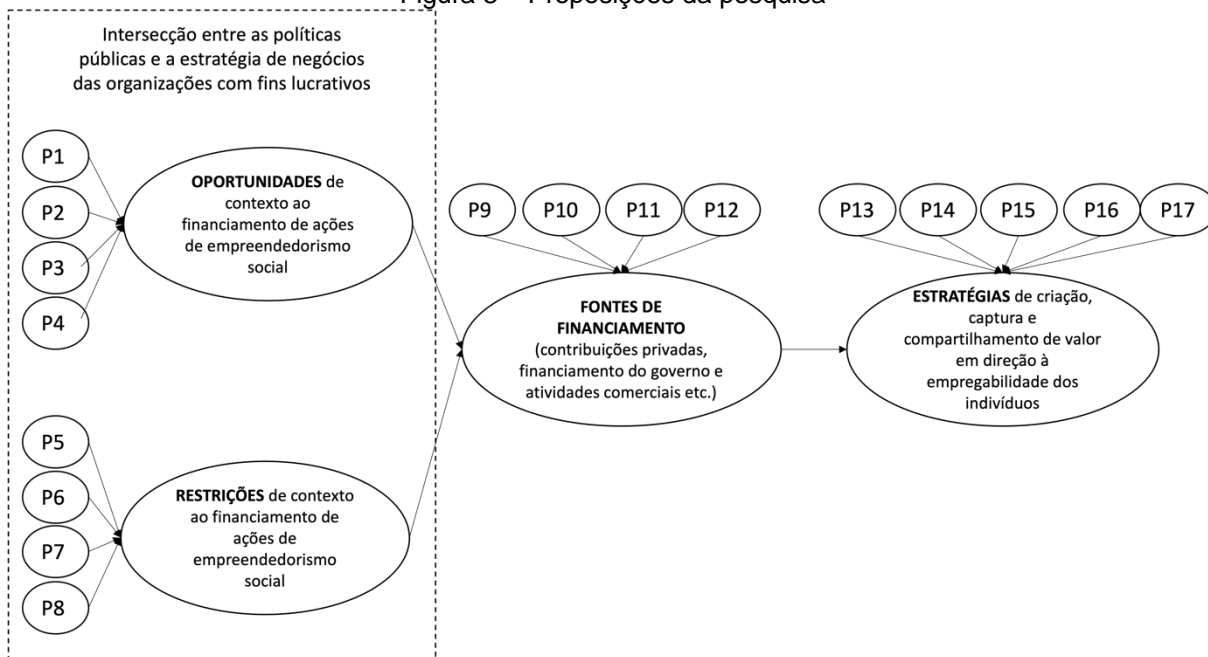 Proposições da pesquisa
Intersecção entre as políticas
públicas e a estratégia de negócios
das organizações com fins lucrativos
P1
P2
P3
P4
OPORTUNIDADES de
contexto ao
financiamento de ações
de empreendedorismo
social
P5
P6
P7
P8
RESTRIÇÕES de contexto
ao financiamento de
ações de
empreendedorismo
social
P9 P10 P11 P12
FONTES DE
FINANCIAMENTO
(contribuições privadas,
financiamento do governo e
atividades comerciais etc.)
P13 P14 P15 P16 P17
ESTRATÉGIAS de criação,
captura e
compartilhamento de valor
em direção à
empregabilidade dos
indivíduos